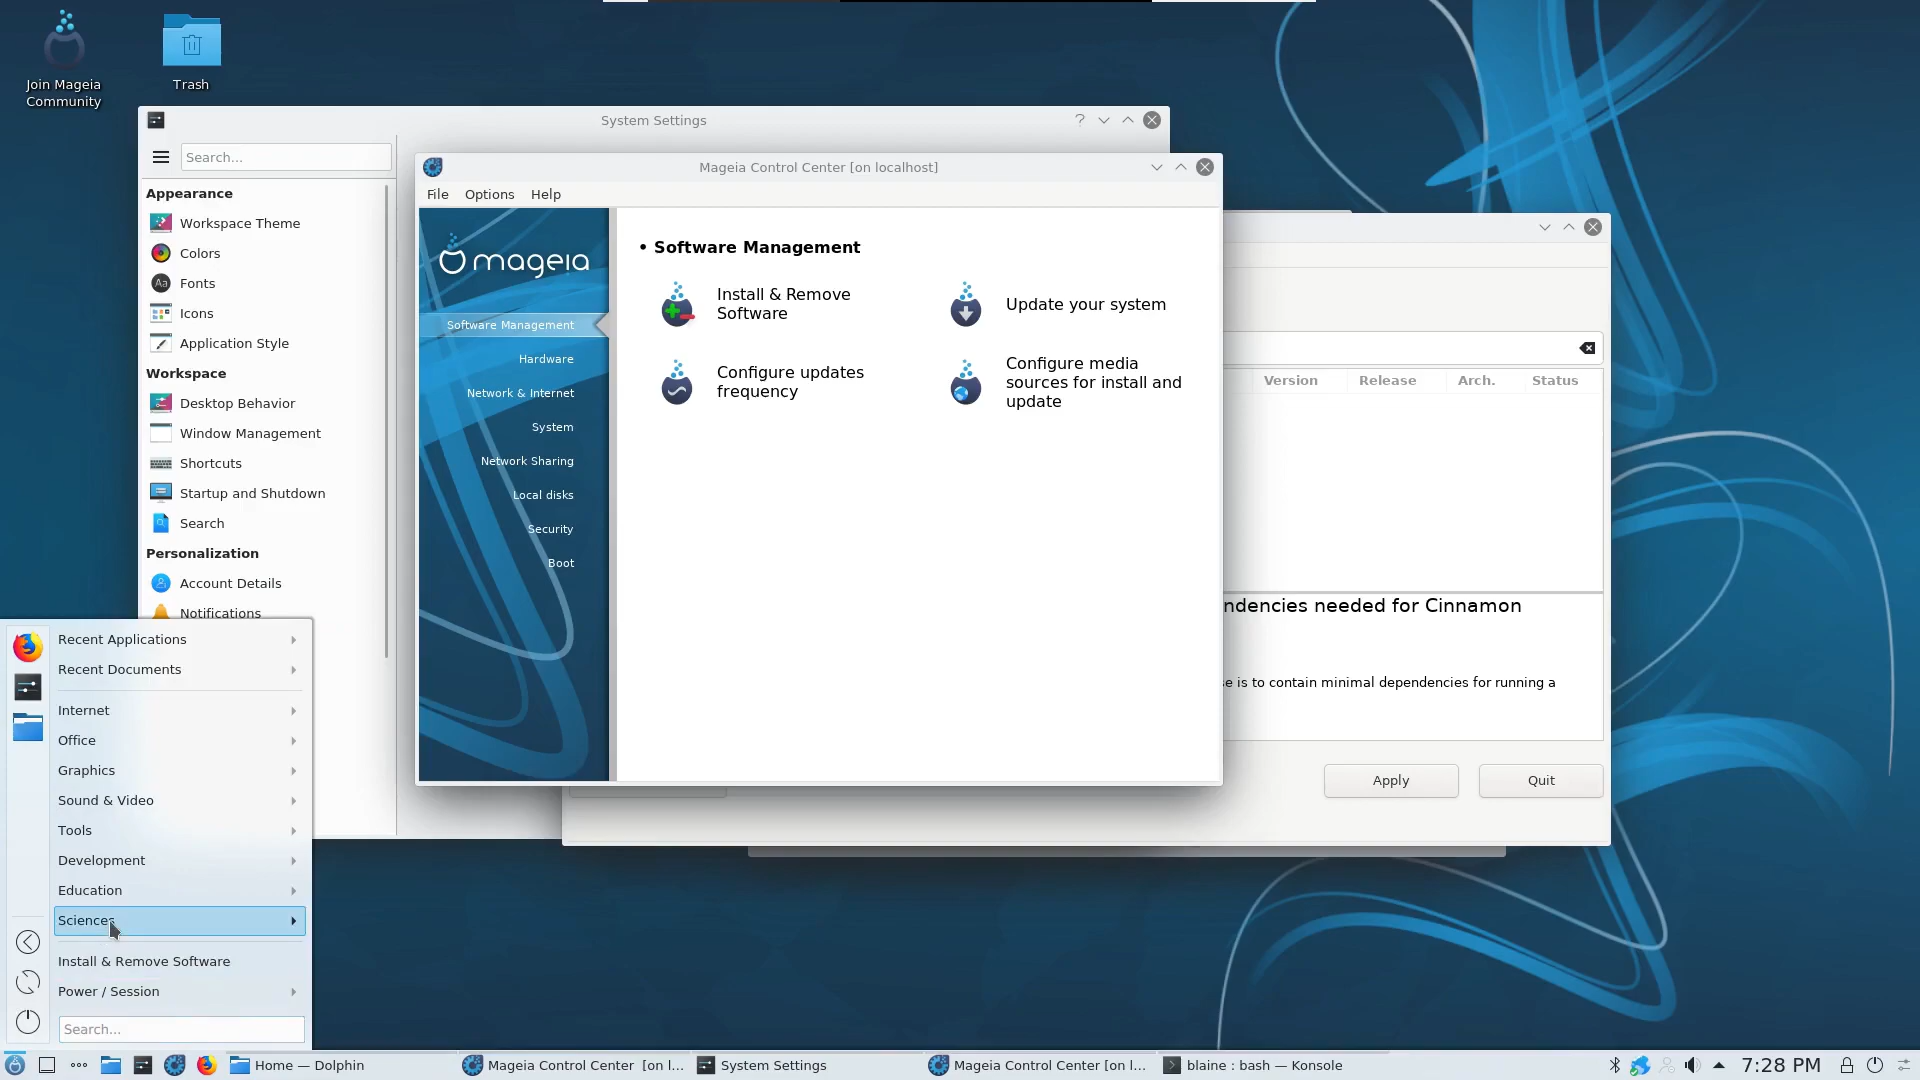 Join Mageia
Community
Trash
System Settings
?
Search...
Appearance
Workspace Theme
Colors
Fonts
Icons
Application Style
Workspace
Desktop Behavior
Window Management
Shortcuts
Startup and Shutdown
Search
Personalization
Account Details
Notifications
Mageia Control Center [on localhost]
File Options Help
mageia
Software Management
Hardware
Network & Internet
System
Network Sharing
Local disks
Security
Boot
• Software Management
Install & Remove
Software
Update your system
Configure updates
frequency
Configure media
sources for install and
update
Version Release Arch. Status
ndencies needed for Cinnamon
e is to contain minimal dependencies for running a
Apply Quit
Recent Applications
Recent Documents
Internet
Office
Graphics
Sound & Video
Tools
Development
Education
Sciences
Install & Remove Software
Power / Session
Search...
Home — Dolphin
Mageia Control Center [on l...
System Settings
Mageia Control Center [on l...
blaine : bash — Konsole
7:28 PM